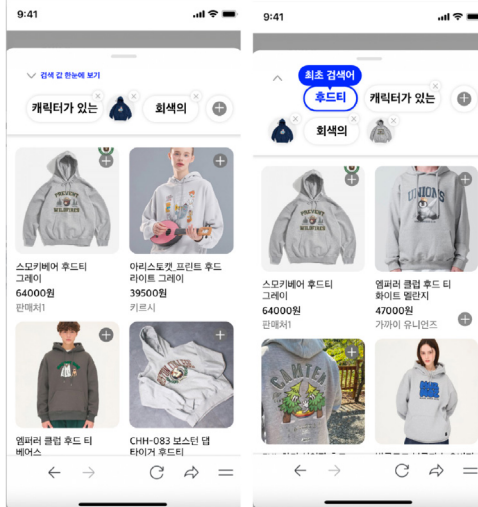 9:41
검색 값 한눈에 보기
캐릭터가 있는
회색의
PREVENT
WILDFIRES
스모키베어 후드티
그레이
64000원
판매처1
아리스토캣 프린트 후드
라이트 그레이
39500원
키르시
엠퍼러 클럽 후드 티
베어스
CHH-083 보스턴 댑
타이거 후드티
9:41
최초 검색어
후드티
캐릭터가 있는
회색의
PREVENT
WILDFIRES
스모키베어 후드티
그레이
64000원
판매처1
UNIONS
엠퍼러 클럽 후드 티
화이트 멜란지
47000원
가까이 유니언즈
CAMTER